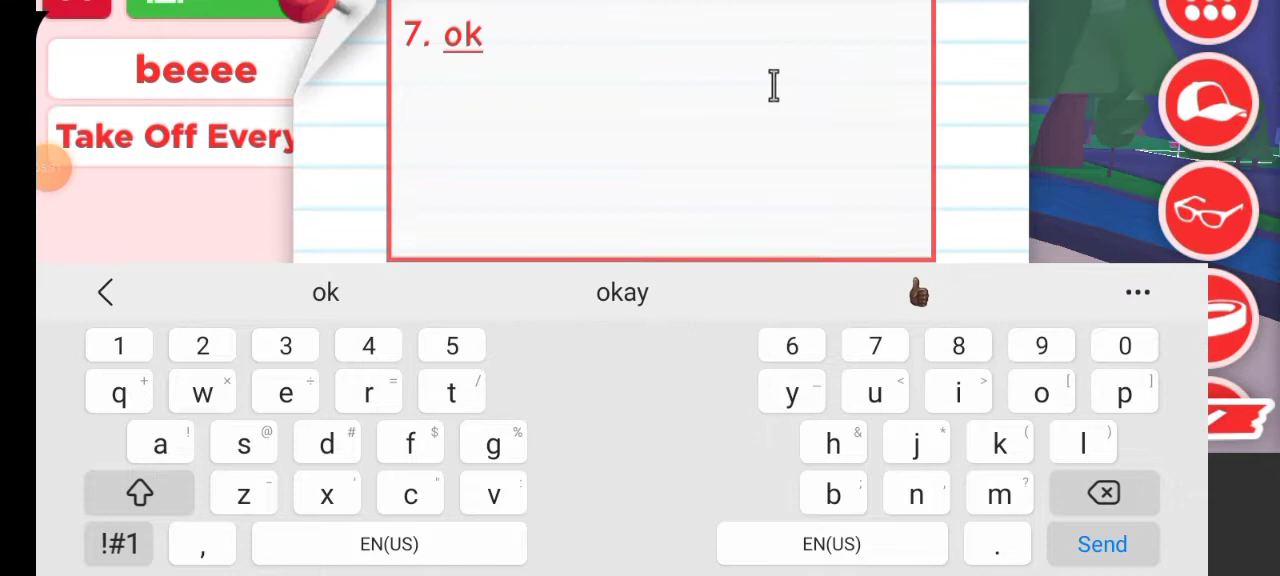 7. ok
beeee
Take Off Every
ok okay 👍🏿 ...
1 2 3 4 5 6 7 8 9 0
q + w × e ÷ r = t / y _ u < i > o [ p ]
a ! s @ d # f $ g % h & j * k ( l )
z - x ' c " v : b ; n , m ?
!#1 , EN(US) EN(US) . Send